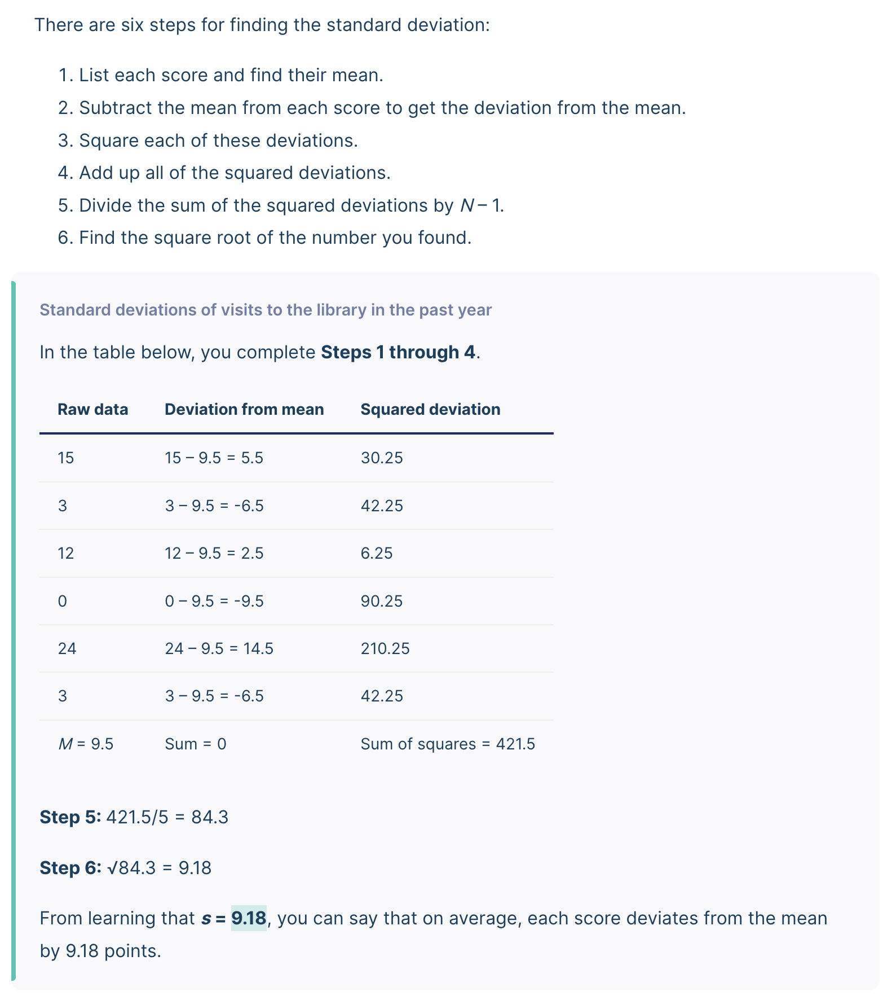 There are six steps for finding the standard deviation:
1. List each score and find their mean.
2. Subtract the mean from each score to get the deviation from the mean.
3. Square each of these deviations.
4. Add up all of the squared deviations.
5. Divide the sum of the squared deviations by N – 1.
6. Find the square root of the number you found.
Standard deviations of visits to the library in the past year
In the table below, you complete Steps 1 through 4.
Raw data Deviation from mean Squared deviation
15 15 – 9.5 = 5.5 30.25
3 3 – 9.5 = -6.5 42.25
12 12 – 9.5 = 2.5 6.25
0 0 – 9.5 = -9.5 90.25
24 24 – 9.5 = 14.5 210.25
3 3 – 9.5 = -6.5 42.25
M = 9.5 Sum = 0 Sum of squares = 421.5
Step 5: 421.5/5 = 84.3
Step 6: √84.3 = 9.18
From learning that s = 9.18, you can say that on average, each score deviates from the mean
by 9.18 points.